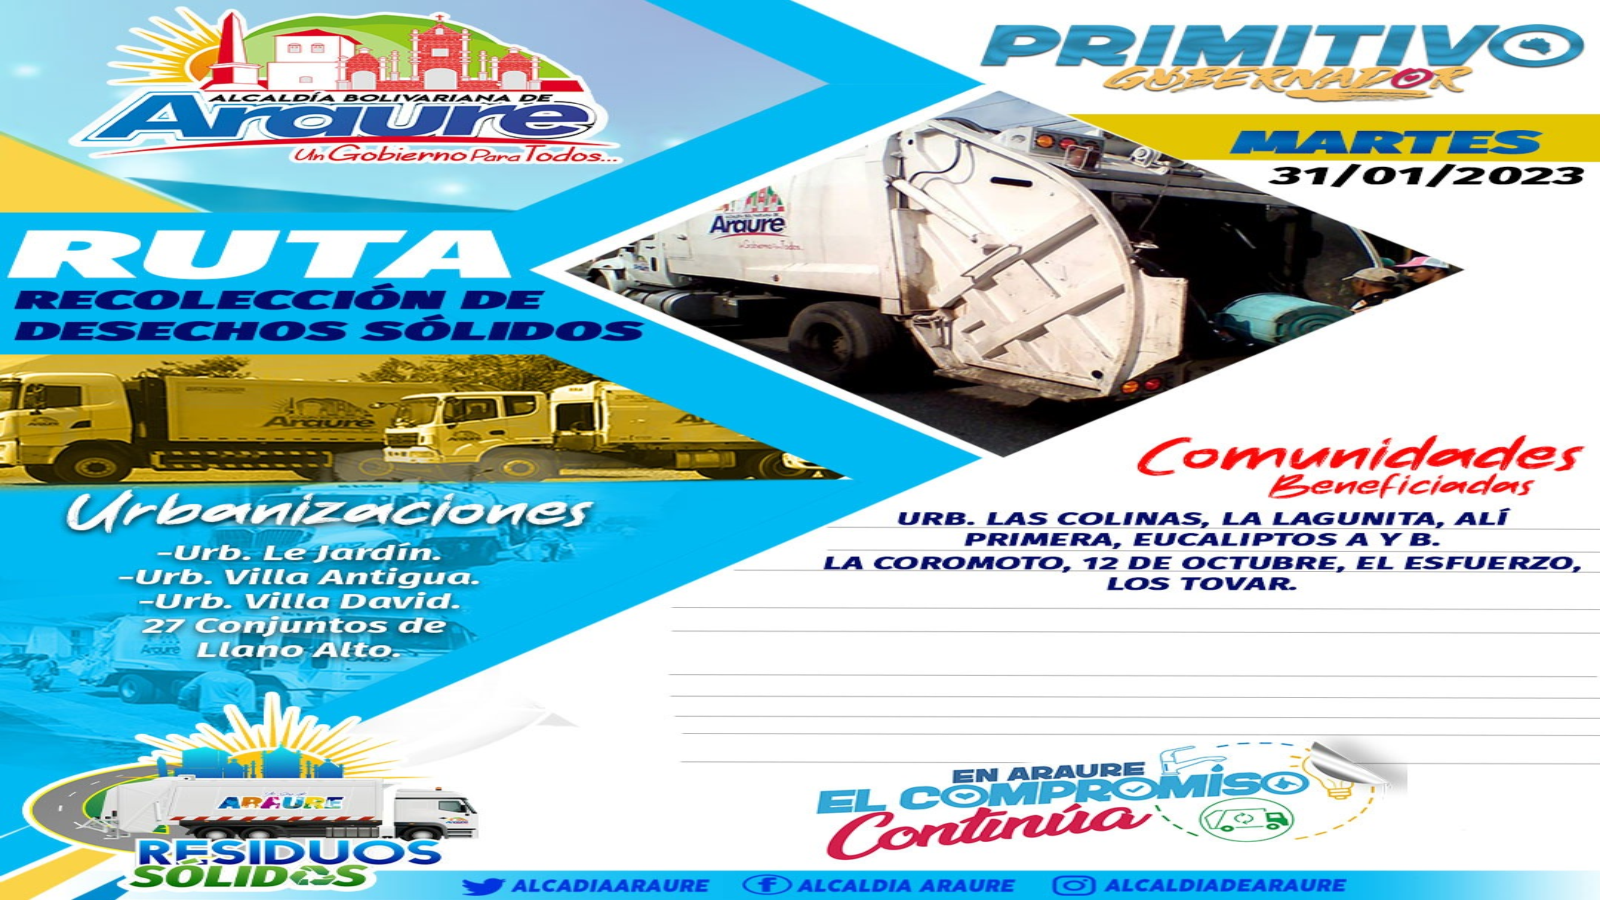 ALCALDÍA BOLIVARIANA DE
Araure
Un Gobierno Para Todos...
PRIMITIVO
GOBERNADOR
MARTES
31/01/2023
RUTA
RECOLECCIÓN DE
DESECHOS SÓLIDOS
Araure
Araure
Urbanizaciones
-Urb. Le Jardín.
-Urb. Villa Antigua.
-Urb. Villa David.
27 Conjuntos de
Llano Alto.
Comunidades
Beneficiadas
URB. LAS COLINAS, LA LAGUNITA, ALÍ
PRIMERA, EUCALIPTOS A Y B.
LA COROMOTO, 12 DE OCTUBRE, EL ESFUERZO,
LOS TOVAR.
ARAURE
RESIDUOS
SÓLIDOS
EN ARAURE
EL COMPROMISO
Continúa
ALCADIAARAURE
ALCALDIA ARAURE
ALCALDIADEARAURE